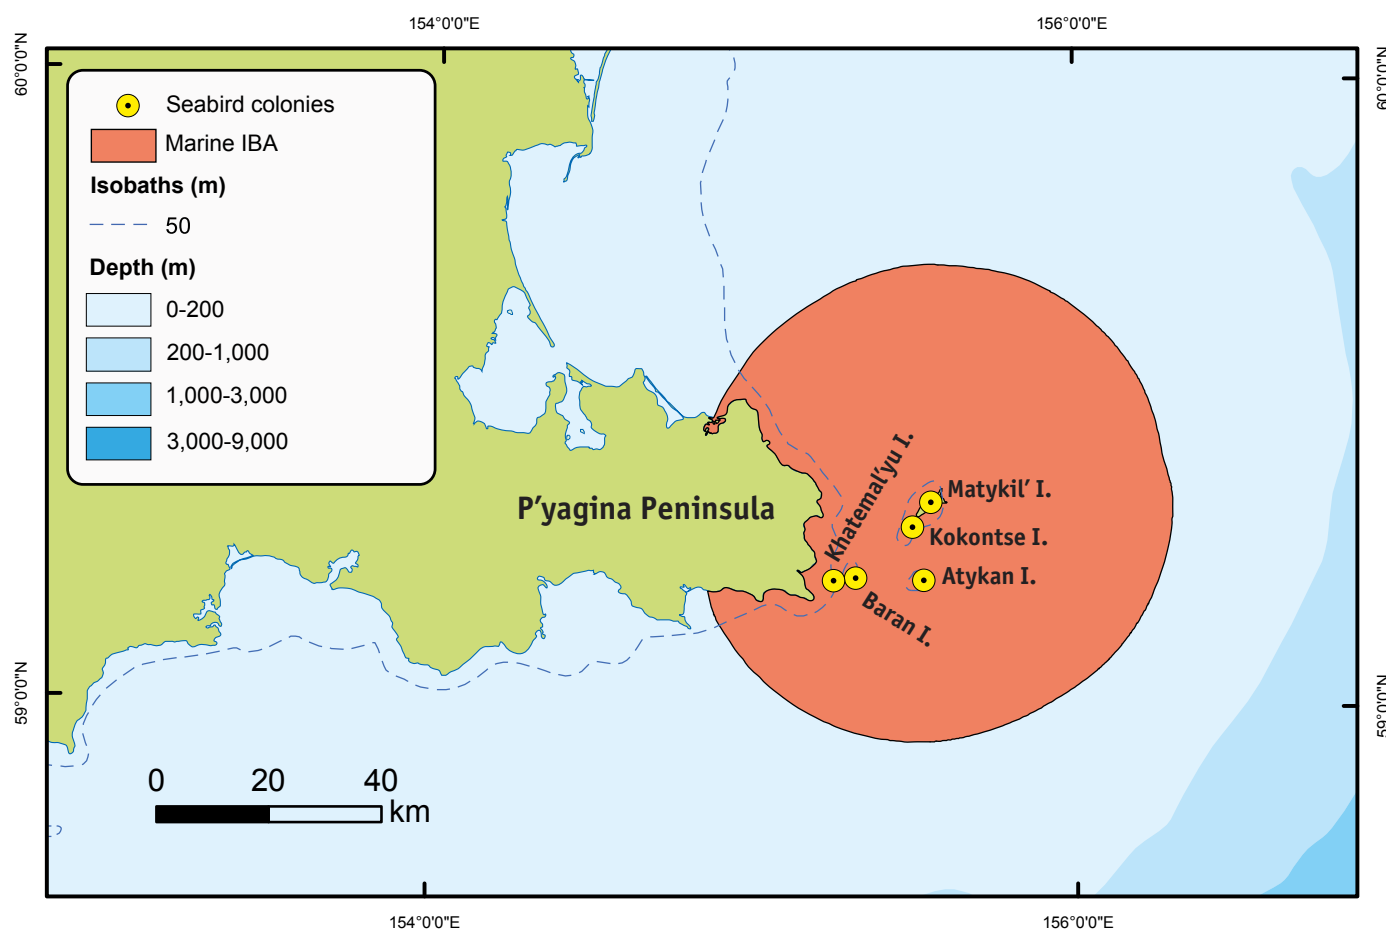 154°0'0"E
156°0'0"E
60°0'0"N
60°0'0"N
Seabird colonies
Marine IBA
Isobaths (m)
50
Depth (m)
0-200
200-1,000
1,000-3,000
3,000-9,000
P'yagina Peninsula
Khatemal'yu I.
Matykil' I.
Kokontse I.
Atykan I.
Baran I.
59°0'0"N
59°0'0"N
0 20 40
km
154°0'0"E
156°0'0"E